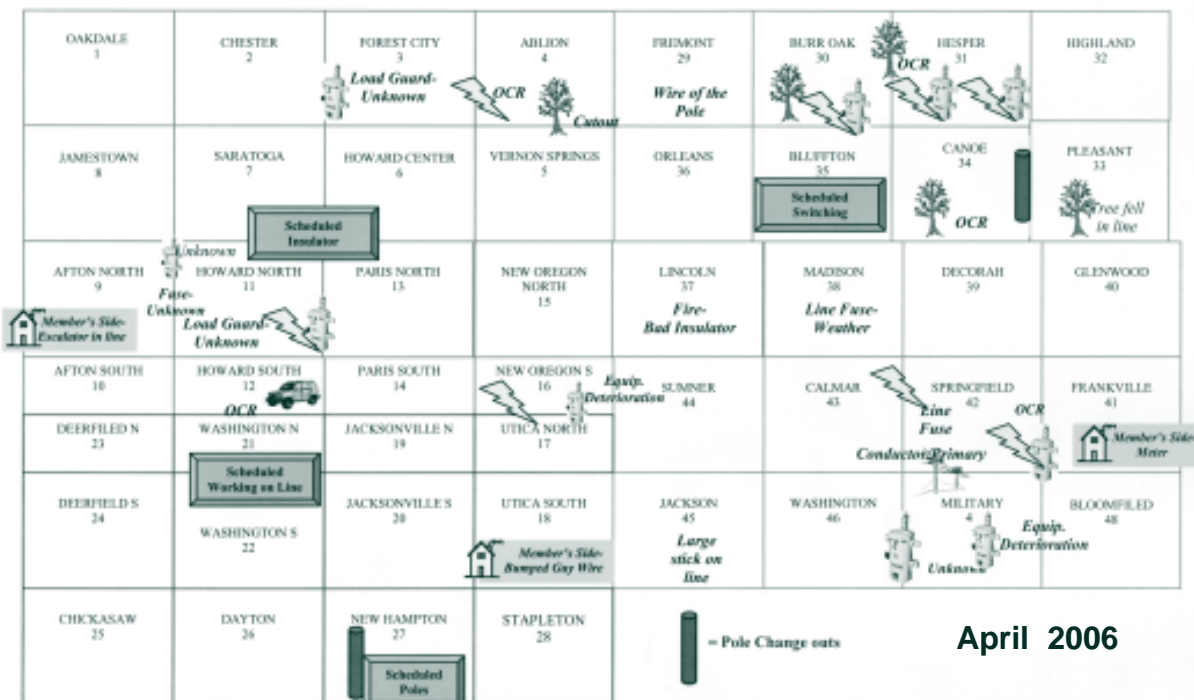 OAKDALE
1
CHESTER
2
FOREST CITY
3
Load Guard-
Unknown
ABLION
4
OCR
Cutout
FREMONT
29
Wire of the
Pole
BURR OAK
30
HESPER
31
OCR
HIGHLAND
32
JAMESTOWN
8
SARATOGA
7
HOWARD CENTER
6
VERNON SPRINGS
5
ORLEANS
36
BLUFFTON
35
Scheduled
Switching
CANOE
34
OCR
PLEASANT
33
Tree fell
in line
Scheduled
Insulator
AFTON NORTH
9
Member's Side-
Escalator in line
Unknown
HOWARD NORTH
11
Fuse-
Unknown
Load Guard-
Unknown
PARIS NORTH
13
NEW OREGON
NORTH
15
LINCOLN
37
Fire-
Bad Insulator
MADISON
38
Line Fuse-
Weather
DECORAH
39
GLENWOOD
40
AFTON SOUTH
10
HOWARD SOUTH
12
OCR
PARIS SOUTH
14
NEW OREGON S
16
Equip.
Deterioration
SUMNER
44
CALMAR
43
SPRINGFIELD
42
Line
Fuse
OCR
FRANKVILLE
41
Member's Side-
Meter
DEERFILED N
23
WASHINGTON N
21
Scheduled
Working on Line
JACKSONVILLE N
19
UTICA NORTH
17
Conductor/Primary
DEERFIELD S
24
WASHINGTON S
22
JACKSONVILLE S
20
UTICA SOUTH
18
Member's Side-
Bumped Guy Wire
JACKSON
45
Large
stick on
line
WASHINGTON
46
MILITARY
4
Unknown
Equip.
Deterioration
BLOOMFILED
48
CHICKASAW
25
DAYTON
26
NEW HAMPTON
27
Scheduled
Poles
STAPLETON
28
= Pole Change outs
April 2006